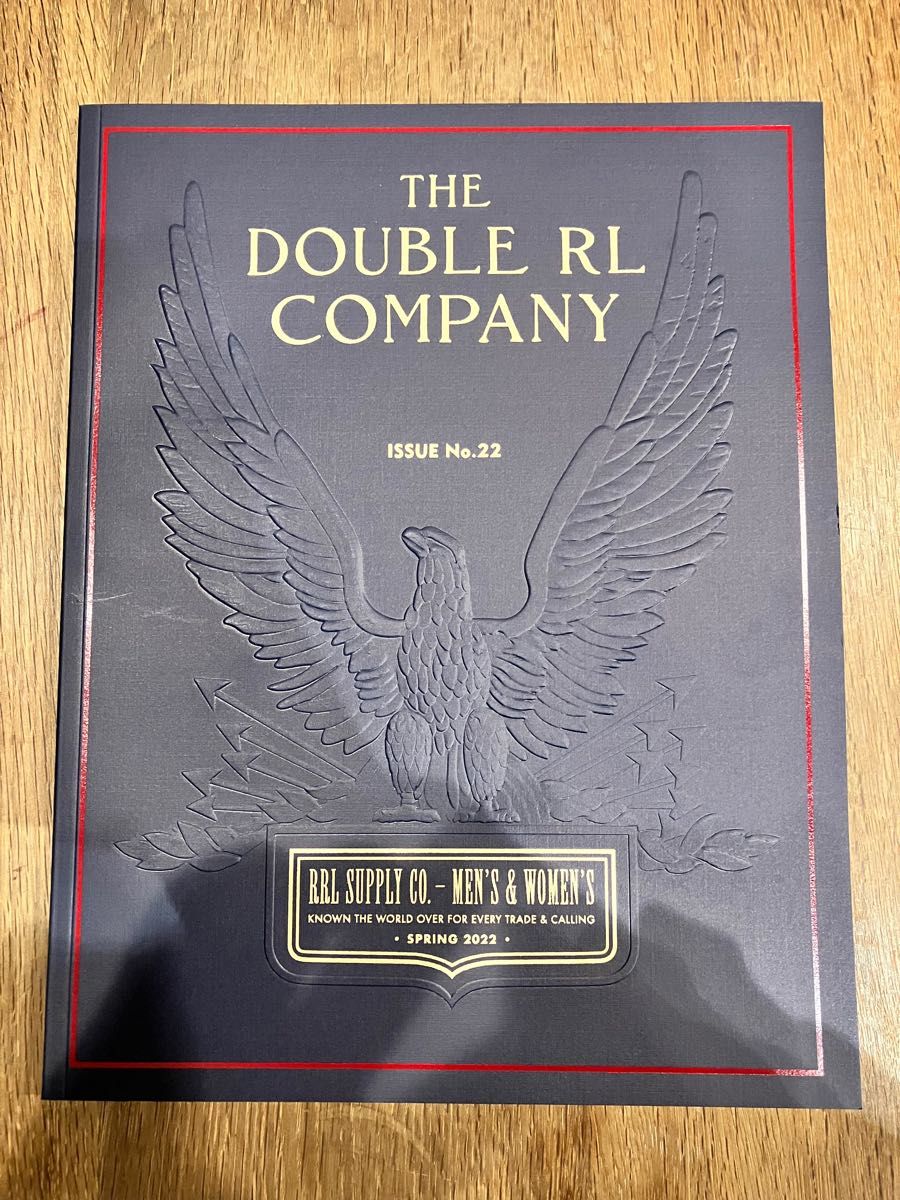 THE
DOUBLE RL
COMPANY
ISSUE No.22
RRL SUPPLY CO. – MEN'S & WOMEN'S
KNOWN THE WORLD OVER FOR EVERY TRADE & CALLING
• SPRING 2022 •